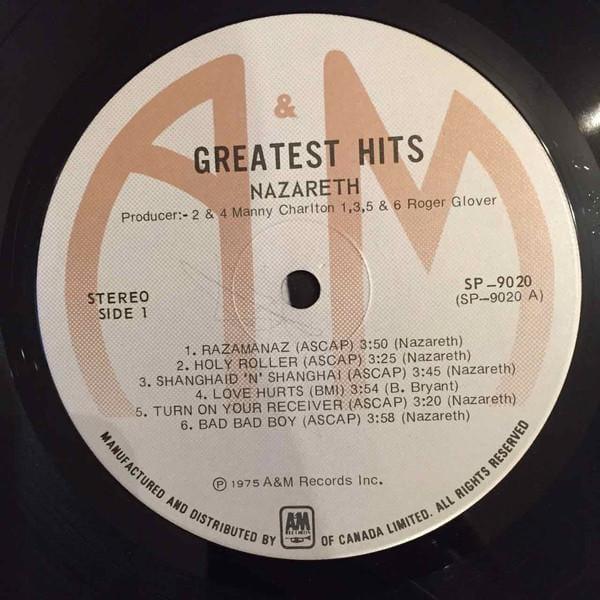 A & M
GREATEST HITS
NAZARETH
Producer:- 2 & 4 Manny Charlton 1,3,5 & 6 Roger Glover
STEREO
SIDE 1
SP-9020
(SP-9020 A)
1. RAZAMANAZ (ASCAP) 3:50 (Nazareth)
2. HOLY ROLLER (ASCAP) 3:25 (Nazareth)
3. SHANGHAID 'N' SHANGHAI (ASCAP) 3:45 (Nazareth)
4. LOVE HURTS (BMI) 3:54 (B. Bryant)
5. TURN ON YOUR RECEIVER (ASCAP) 3:20 (Nazareth)
6. BAD BAD BOY (ASCAP) 3:58 (Nazareth)
Ⓟ 1975 A&M Records Inc.
MANUFACTURED AND DISTRIBUTED BY A&M RECORDS OF CANADA LIMITED. ALL RIGHTS RESERVED